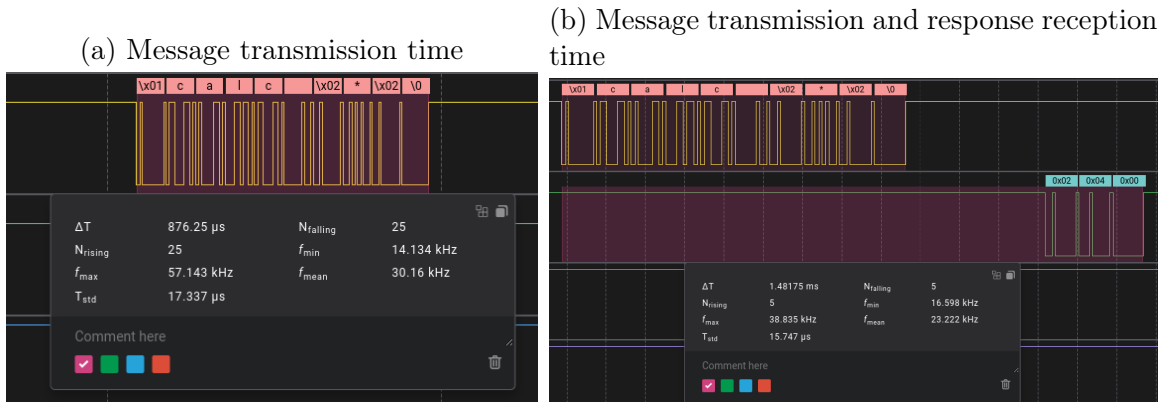 (a) Message transmission time
\x01 c a l c \x02 * \x02 \0
ΔT 876.25 μs Nfalling 25
Nrising 25 fmin 14.134 kHz
fmax 57.143 kHz fmean 30.16 kHz
Tstd 17.337 μs
Comment here
(b) Message transmission and response reception
time
\x01 c a l c \x02 * \x02 \0
0x02 0x04 0x00
ΔT 1.48175 ms Nfalling 5
Nrising 5 fmin 16.598 kHz
fmax 38.835 kHz fmean 23.222 kHz
Tstd 15.747 μs
Comment here